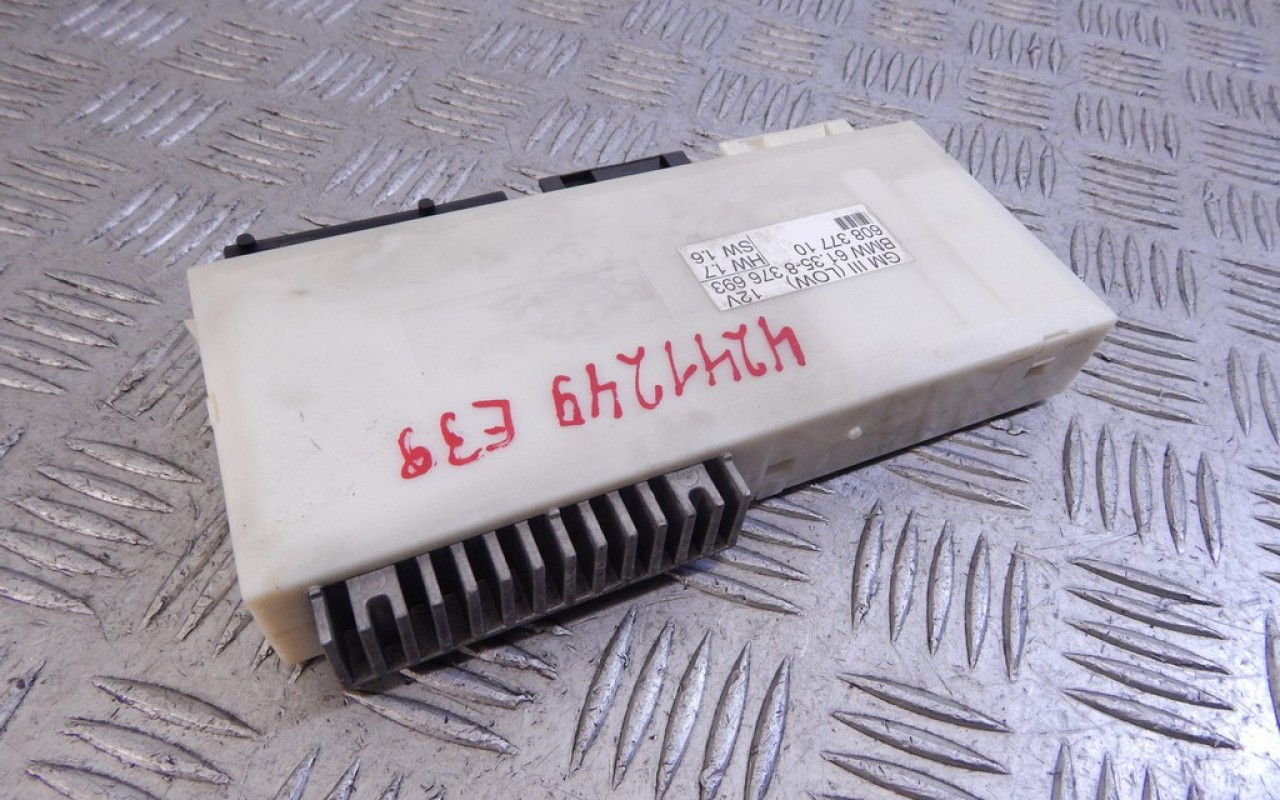 GM III (LOW) 12V
BMW 61.35-8 376 693
608 377 10 HW 1.7
SW 1.6
4241249 E39